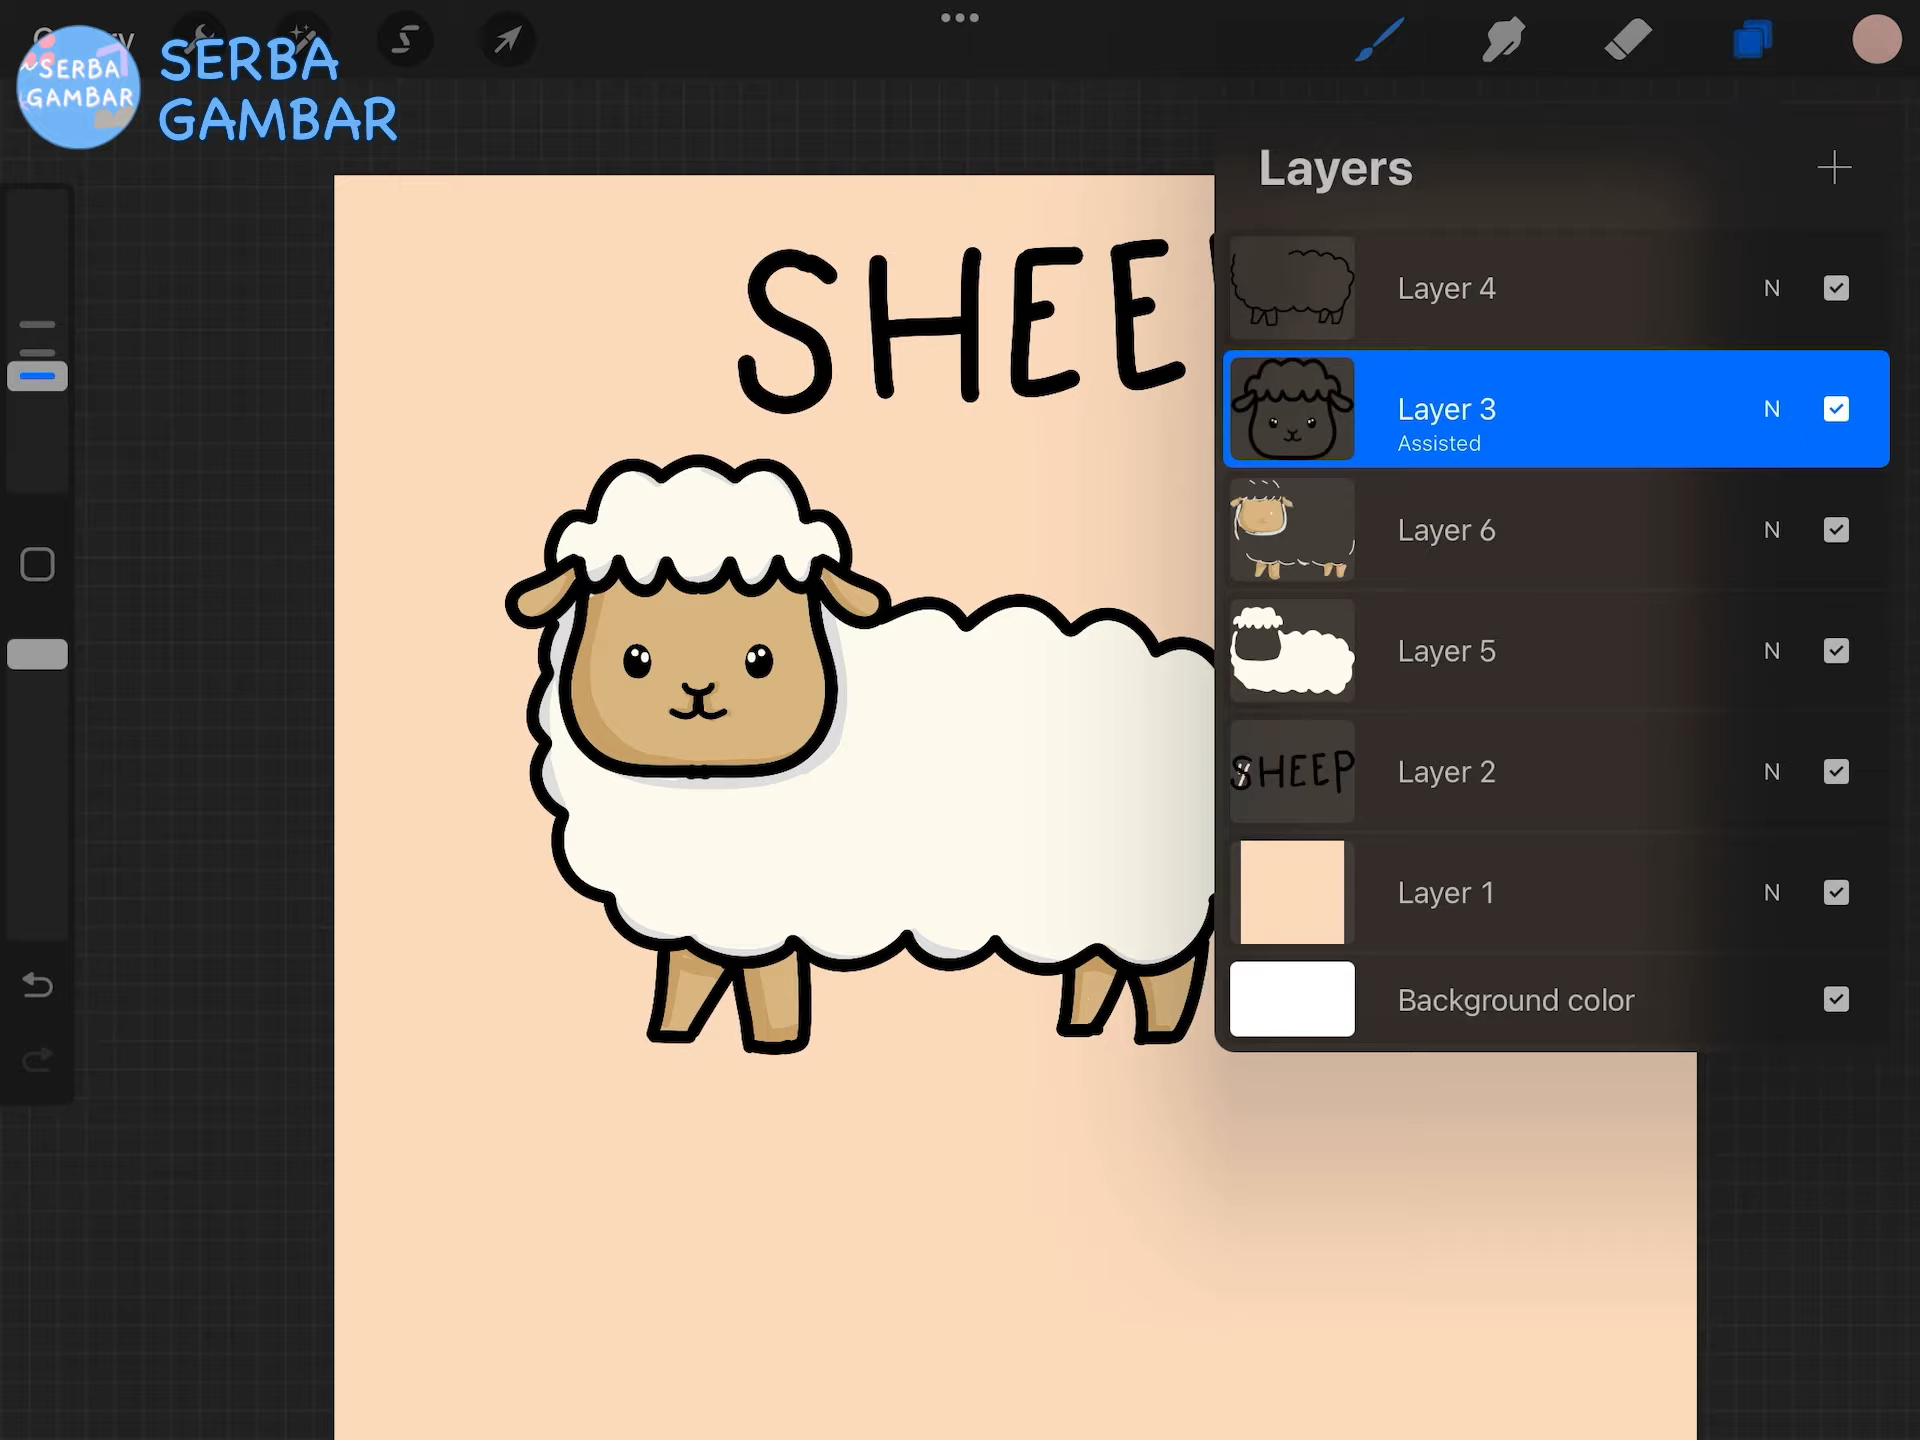 SERBA
GAMBAR
SERBA
GAMBAR
Layers
SHEE
Layer 4
N
Layer 3
N
Assisted
Layer 6
N
Layer 5
N
SHEEP
Layer 2
N
Layer 1
N
Background color